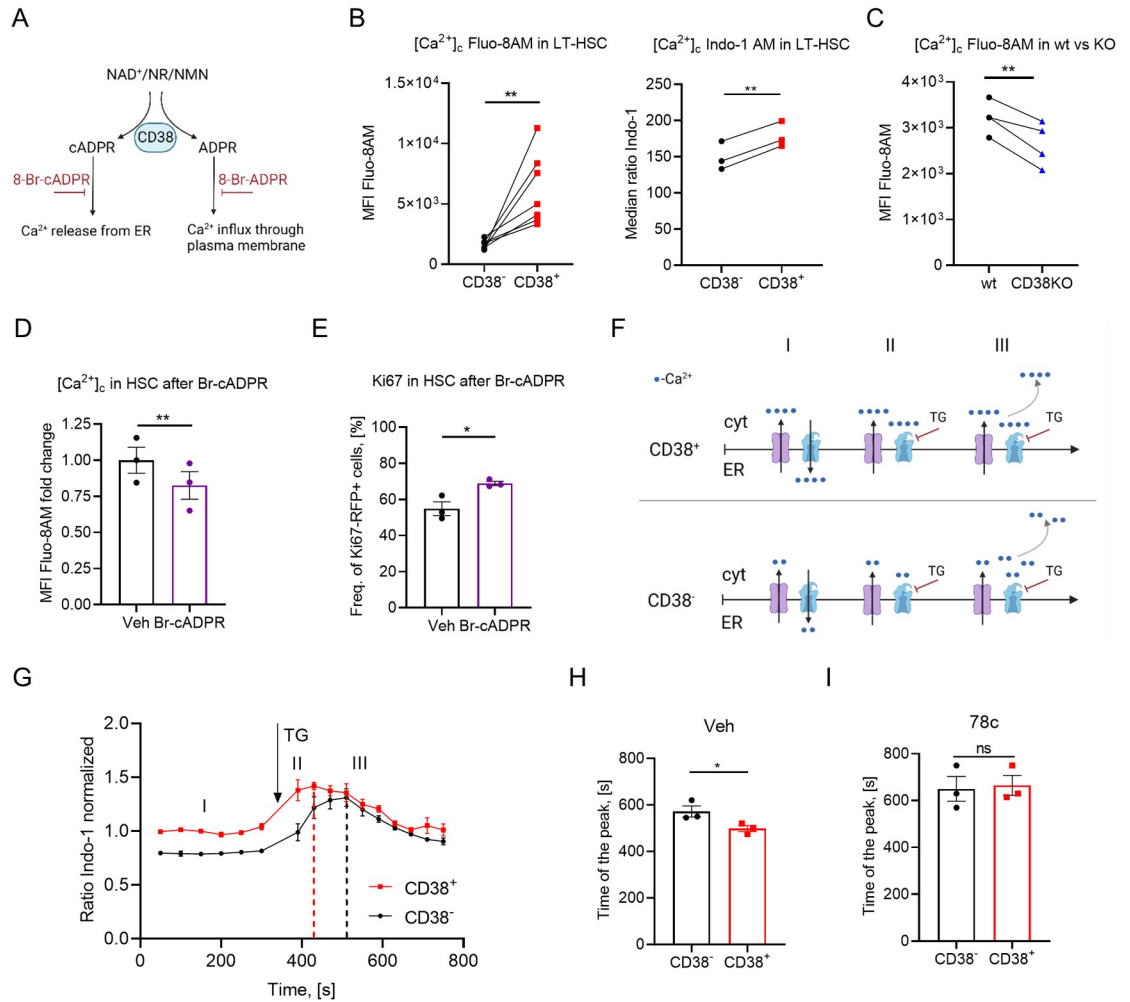 A
NAD⁺/NR/NMN
CD38
cADPR
ADPR
8-Br-cADPR
8-Br-ADPR
Ca²⁺ release from ER
Ca²⁺ influx through
plasma membrane
B
[Ca²⁺]c Fluo-8AM in LT-HSC
MFI Fluo-8AM
1.5×10⁴
1×10⁴
5×10³
0
**
CD38⁻ CD38⁺
[Ca²⁺]c Indo-1 AM in LT-HSC
Median ratio Indo-1
250
200
150
100
50
0
**
CD38⁻ CD38⁺
C
[Ca²⁺]c Fluo-8AM in wt vs KO
MFI Fluo-8AM
4×10³
3×10³
2×10³
1×10³
0
**
wt CD38KO
D
[Ca²⁺]c in HSC after Br-cADPR
MFI Fluo-8AM fold change
1.25
1.00
0.75
0.50
0.25
0.00
**
Veh Br-cADPR
E
Ki67 in HSC after Br-cADPR
Freq. of Ki67-RFP+ cells, [%]
100
80
60
40
20
0
*
Veh Br-cADPR
F
I II III
-Ca²⁺
cyt
TG
TG
CD38⁺
ER
cyt
TG
TG
CD38⁻
ER
G
Ratio Indo-1 normalized
2.0
1.5
1.0
0.5
0.0
TG
I
II
III
CD38⁺
CD38⁻
0 200 400 600 800
Time, [s]
H
Veh
Time of the peak, [s]
800
600
400
200
0
*
CD38⁻ CD38⁺
I
78c
Time of the peak, [s]
800
600
400
200
0
ns
CD38⁻ CD38⁺